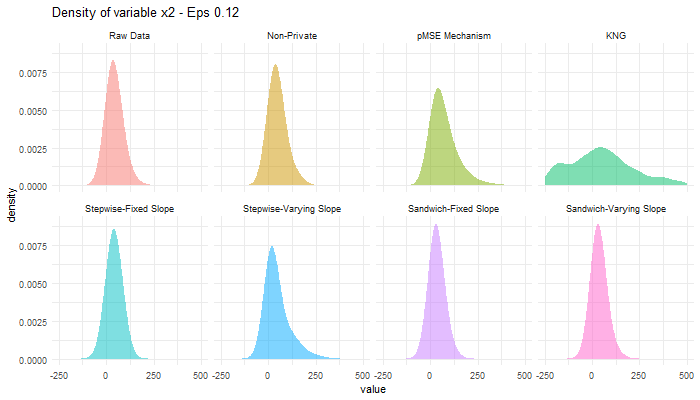 Density of variable x2 - Eps 0.12
Raw Data
Non-Private
pMSE Mechanism
KNG
0.0075
0.0050
0.0025
0.0000
density
Stepwise-Fixed Slope
Stepwise-Varying Slope
Sandwich-Fixed Slope
Sandwich-Varying Slope
0.0075
0.0050
0.0025
0.0000
-250 0 250 500
-250 0 250 500
-250 0 250 500
-250 0 250 500
value